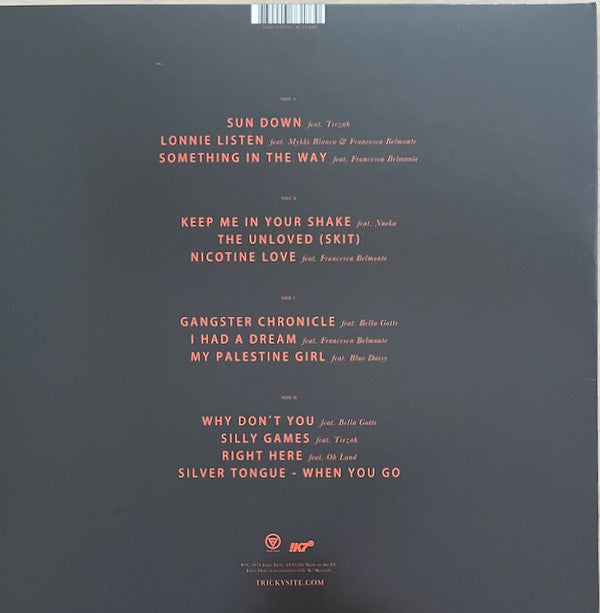 SIDE A
SUN DOWN feat. Tirzah
LONNIE LISTEN feat. Mykki Blanco & Francesca Belmonte
SOMETHING IN THE WAY feat. Francesca Belmonte
SIDE B
KEEP ME IN YOUR SHAKE feat. Nneka
THE UNLOVED (SKIT)
NICOTINE LOVE feat. Francesca Belmonte
SIDE C
GANGSTER CHRONICLE feat. Bella Gotti
I HAD A DREAM feat. Francesca Belmonte
MY PALESTINE GIRL feat. Blue Daisy
SIDE D
WHY DON'T YOU feat. Bella Gotti
SILLY GAMES feat. Tirzah
RIGHT HERE feat. Oh Land
SILVER TONGUE - WHEN YOU GO
!K7
TRICKYSITE.COM